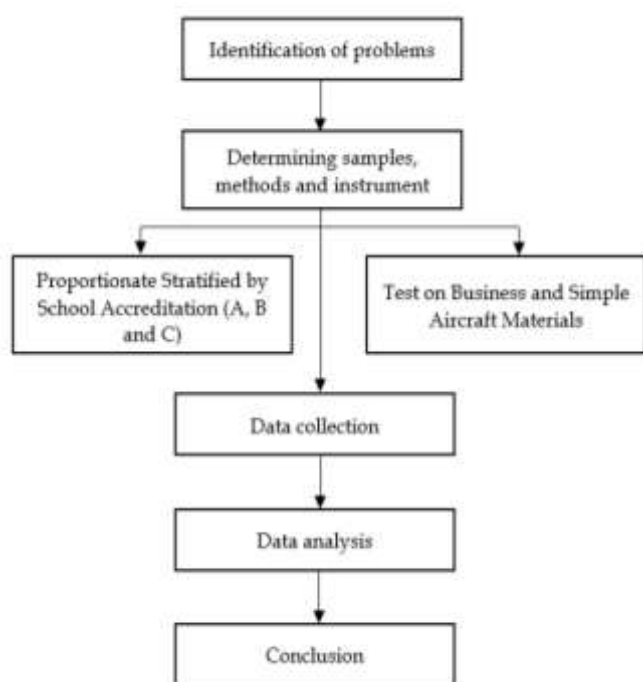 Identification of problems
Determining samples,
methods and instrument
Proportionate Stratified by
School Accreditation (A, B
and C)
Test on Business and Simple
Aircraft Materials
Data collection
Data analysis
Conclusion